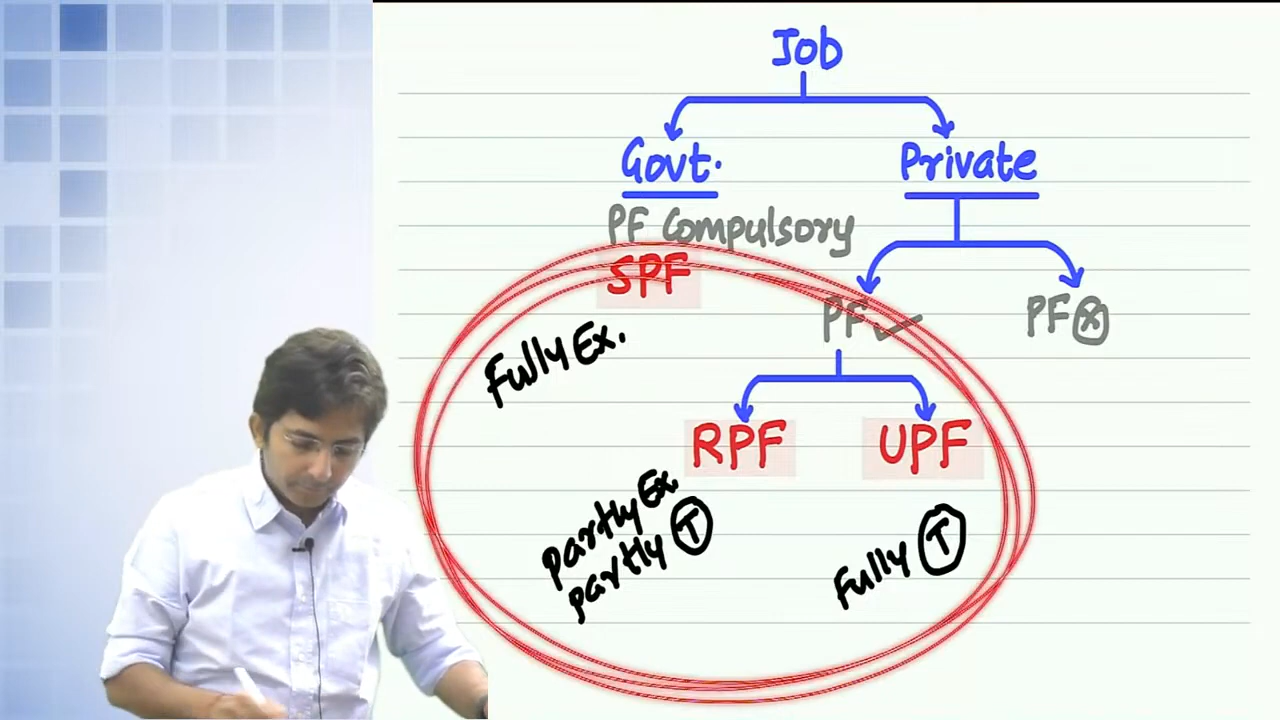 Job
Govt.
Private
PF Compulsory
SPF
PF ✓
PF ⓧ
Fully Ex.
RPF
UPF
partly Ex
partly Ⓣ
Fully Ⓣ